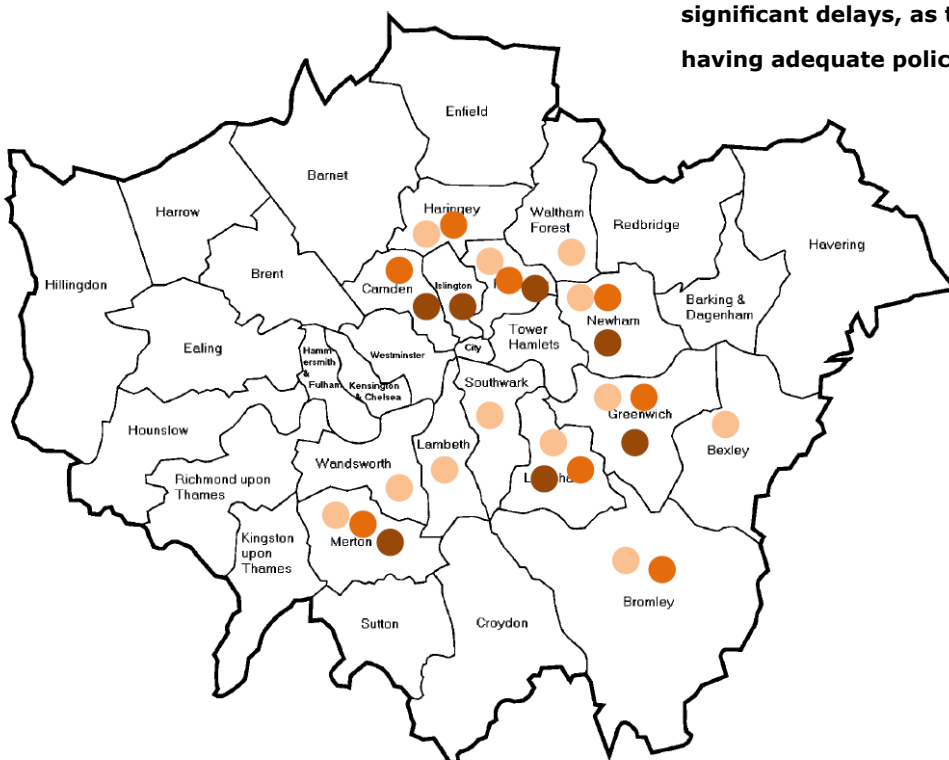 significant delays, as t
having adequate polic
Enfield
Barnet
Harrow
Haringey
Waltham
Forest
Redbridge
Havering
Hillingdon
Brent
Camden
Islington
Barking &
Dagenham
Newham
Tower
Hamlets
Ealing
Hamm
ersmith
&
Fulham
Westminster
City
Kensington
& Chelsea
Southwark
Greenwich
Hounslow
Lambeth
Bexley
Wandsworth
Richmond upon
Thames
Merton
Kingston
upon
Thames
Bromley
Sutton
Croydon